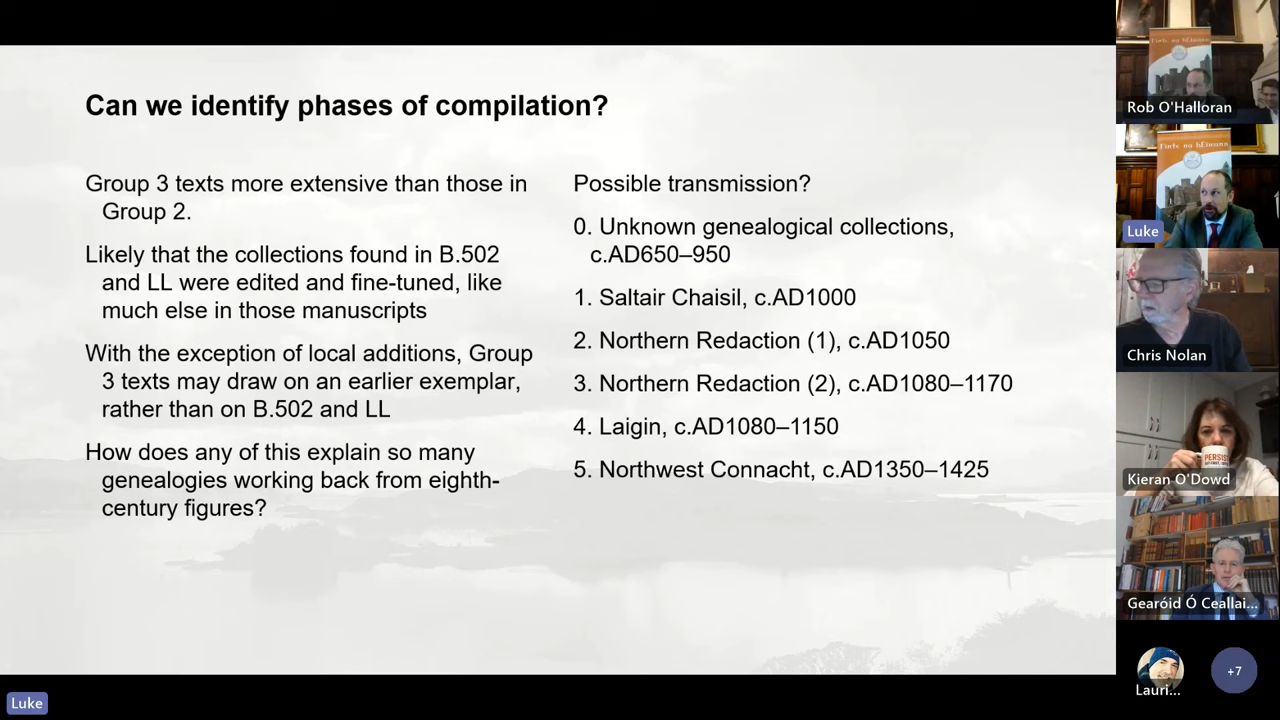 Can we identify phases of compilation?
Group 3 texts more extensive than those in
Group 2.
Likely that the collections found in B.502
and LL were edited and fine-tuned, like
much else in those manuscripts
With the exception of local additions, Group
3 texts may draw on an earlier exemplar,
rather than on B.502 and LL
How does any of this explain so many
genealogies working back from eighth-
century figures?
Possible transmission?
0. Unknown genealogical collections,
c.AD650–950
1. Saltair Chaisil, c.AD1000
2. Northern Redaction (1), c.AD1050
3. Northern Redaction (2), c.AD1080–1170
4. Laigin, c.AD1080–1150
5. Northwest Connacht, c.AD1350–1425
Rob O'Halloran
Finte na hÉireann
Luke
Chris Nolan
PERSIST
Kieran O'Dowd
Gearóid Ó Ceallai...
Lauri...
+7
Luke